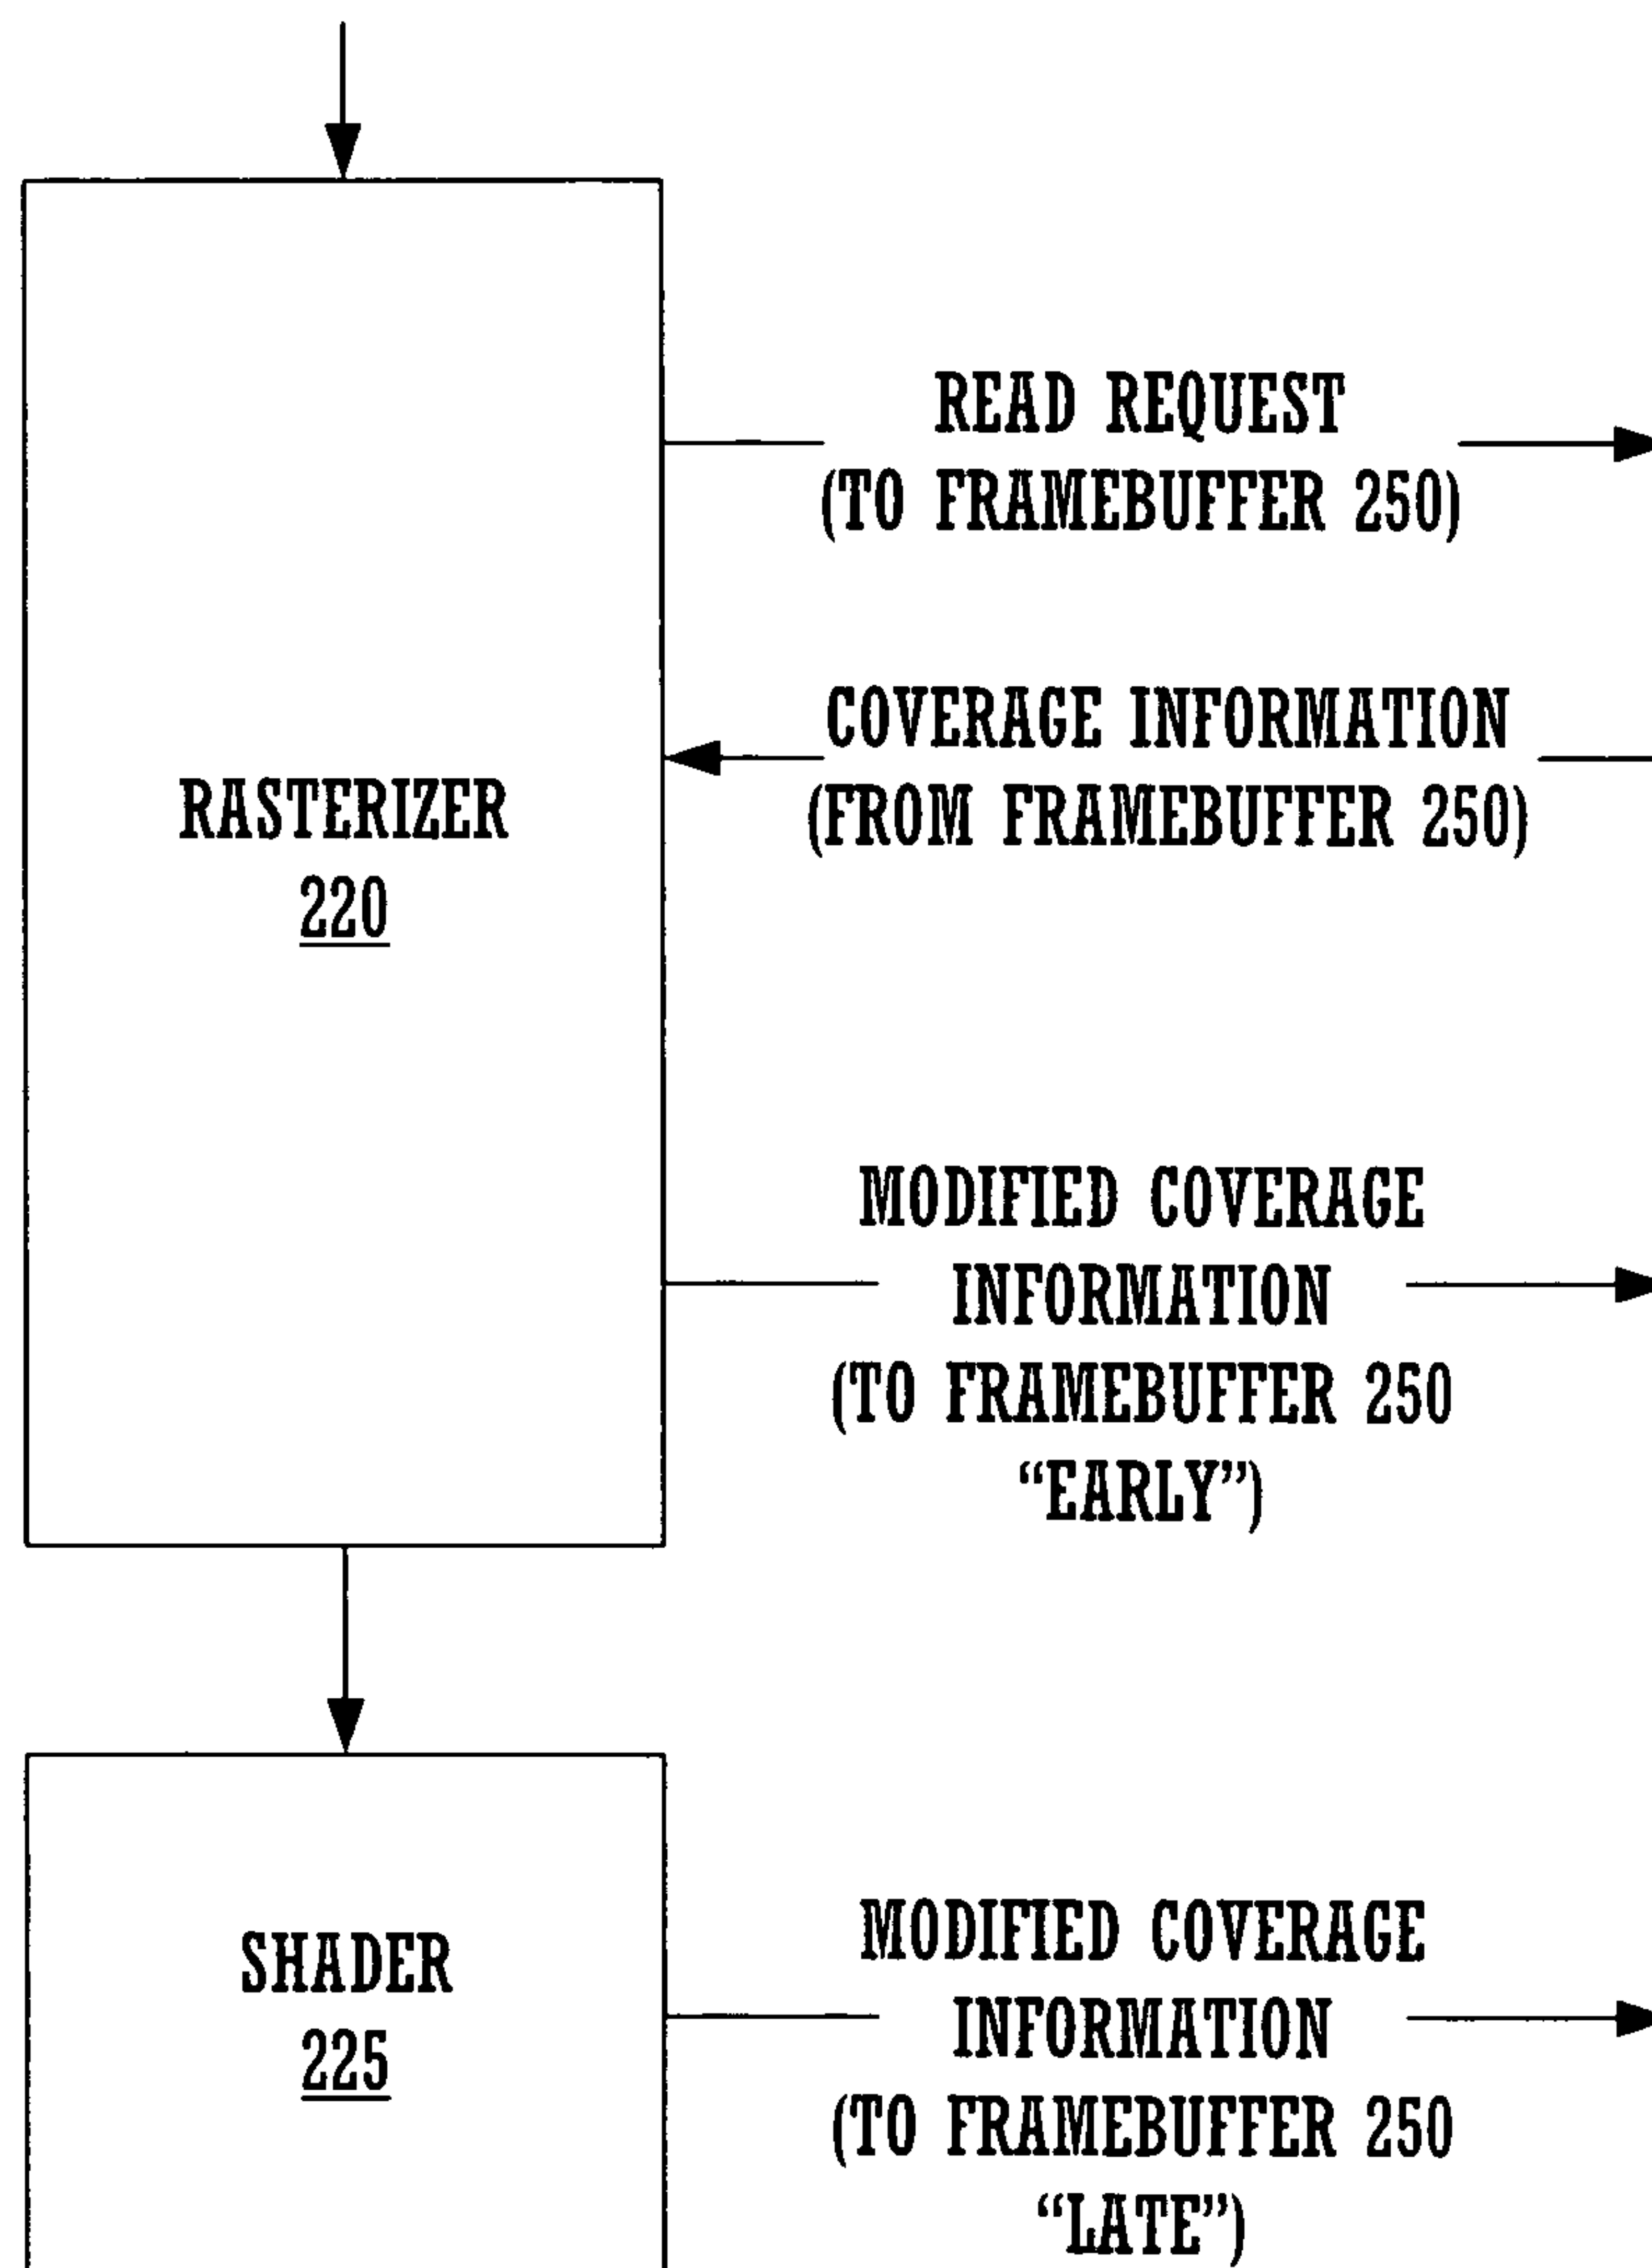 READ REQUEST
(TO FRAMEBUFFER 250)
COVERAGE INFORMATION
(FROM FRAMEBUFFER 250)
RASTERIZER
220
MODIFIED COVERAGE
INFORMATION
(TO FRAMEBUFFER 250
“EARLY”)
SHADER
225
MODIFIED COVERAGE
INFORMATION
(TO FRAMEBUFFER 250
“LATE”)